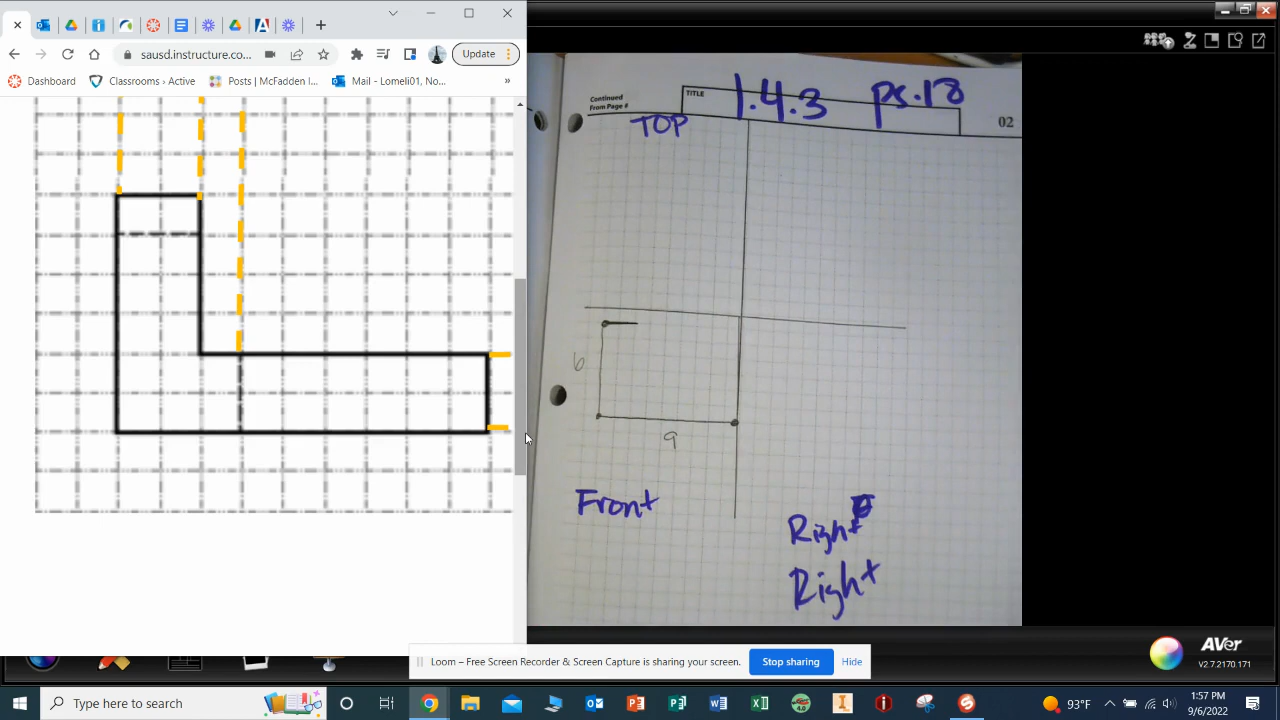 sausd.instructure.co...
Update
Dashboard
Classrooms › Active
Posts | McFadden I...
Mail - Lomeli01, No...
»
Continued
From Page #
TITLE
1.4.3 pg.18
02
TOP
6
9
Front
Right
Right
Loom – Free Screen Recorder & Screen Capture is sharing your screen.
Stop sharing
Hide
AVer
v2.7.2170.171
Type here to search
93°F
1:57 PM
9/6/2022